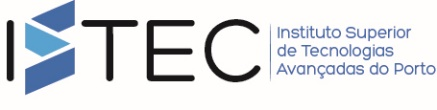 ISTEC
Instituto Superior
de Tecnologias
Avançadas do Porto